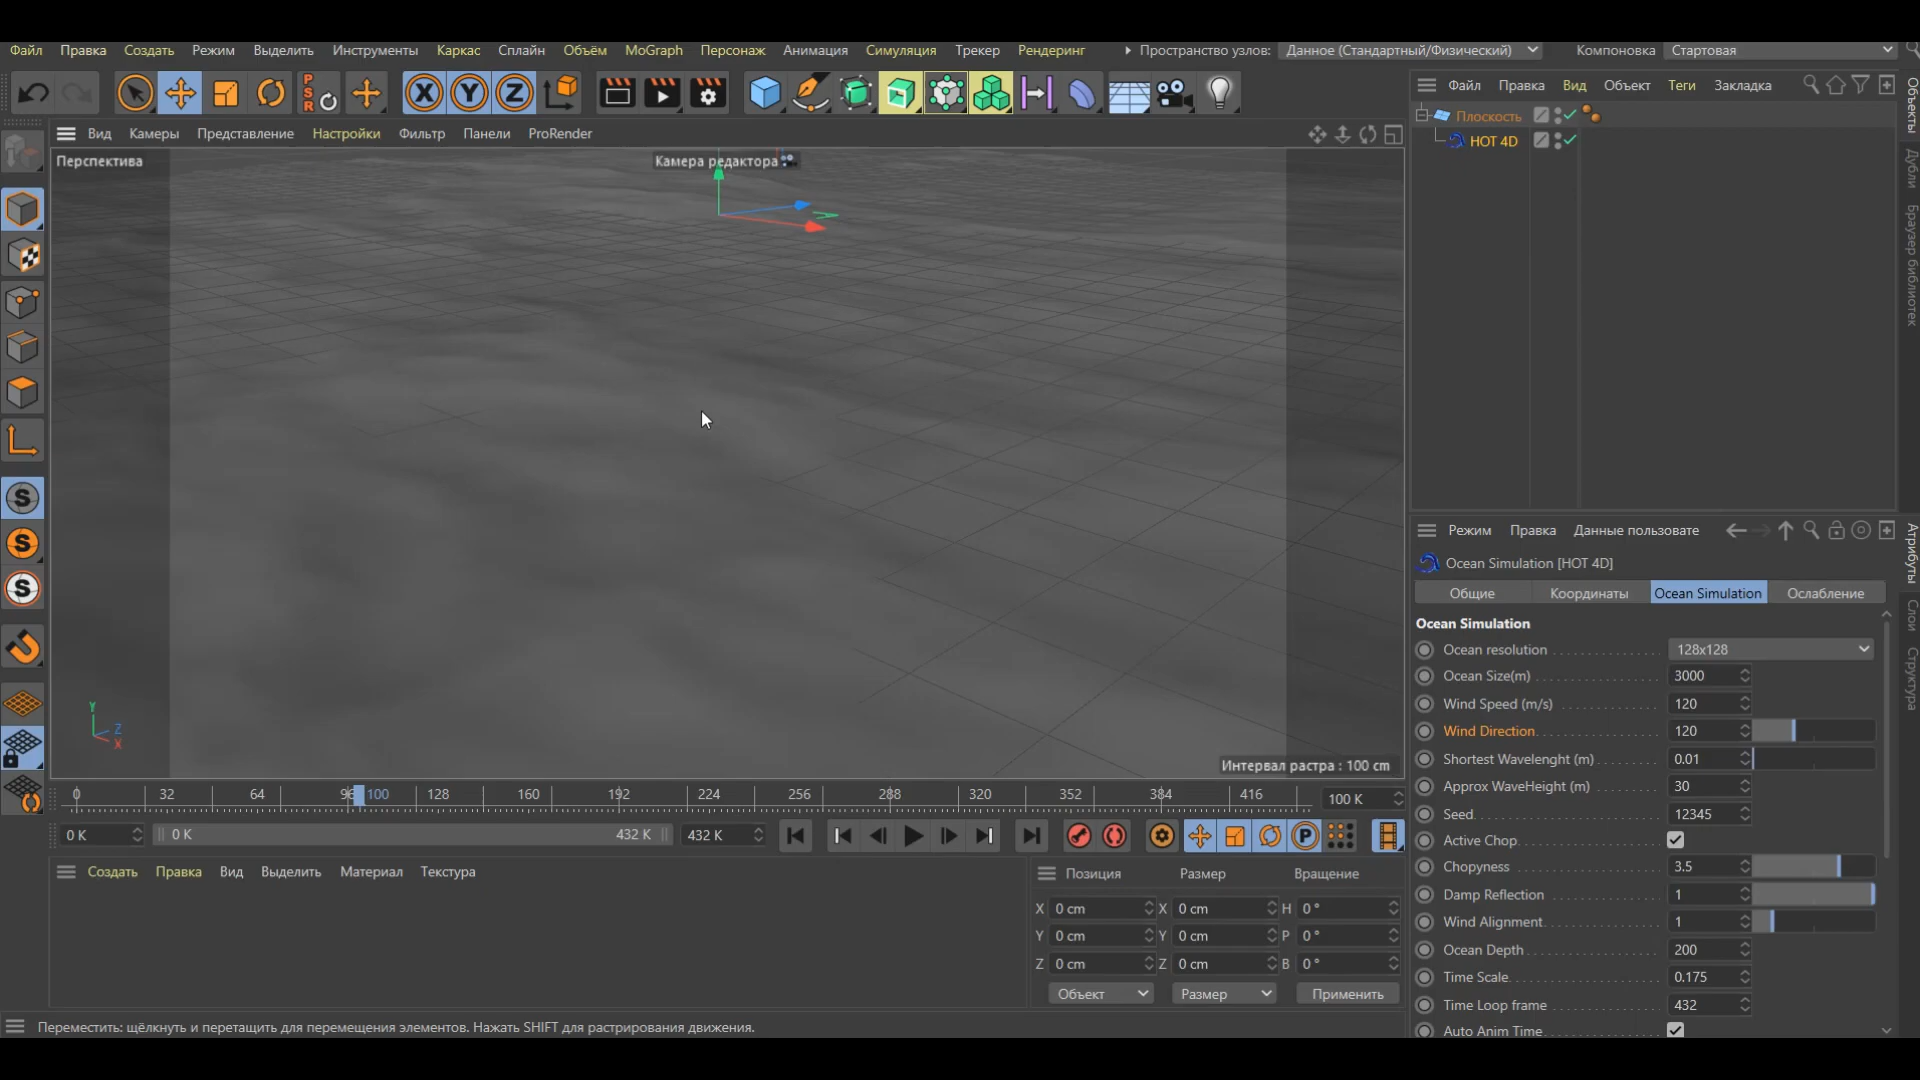 Файл Правка Создать Режим Выделить Инструменты Каркас Сплайн Объём MoGraph Персонаж Анимация Симуляция Трекер Рендеринг Пространство узлов: Данное (Стандартный/Физический) Компоновка Стартовая
PSR X Y Z
Файл Правка Вид Объект Теги Закладка
Объекты
Дубли
Браузер библиотек
Плоскость
HOT 4D
Вид Камеры Представление Настройки Фильтр Панели ProRender
Перспектива
Камера редактора
Y
Z
X
Интервал растра : 100 cm
S
S
S
Режим Правка Данные пользовате
Атрибуты
Слои
Структура
Ocean Simulation [HOT 4D]
Общие Координаты Ocean Simulation Ослабление
Ocean Simulation
Ocean resolution 128x128
Ocean Size(m) 3000
Wind Speed (m/s) 120
Wind Direction 120
Shortest Wavelenght (m) 0.01
Approx WaveHeight (m) 30
Seed 12345
Active Chop
Chopyness 3.5
Damp Reflection 1
Wind Alignment 1
Ocean Depth 200
Time Scale 0.175
Time Loop frame 432
Auto Anim Time
0 32 64 96 100 128 160 192 224 256 288 320 352 384 416 100 K
0 K 0 K 432 K 432 K P
Создать Правка Вид Выделить Материал Текстура
Позиция Размер Вращение
X 0 cm X 0 cm H 0 °
Y 0 cm Y 0 cm P 0 °
Z 0 cm Z 0 cm B 0 °
Объект Размер Применить
Переместить: щёлкнуть и перетащить для перемещения элементов. Нажать SHIFT для растрирования движения.